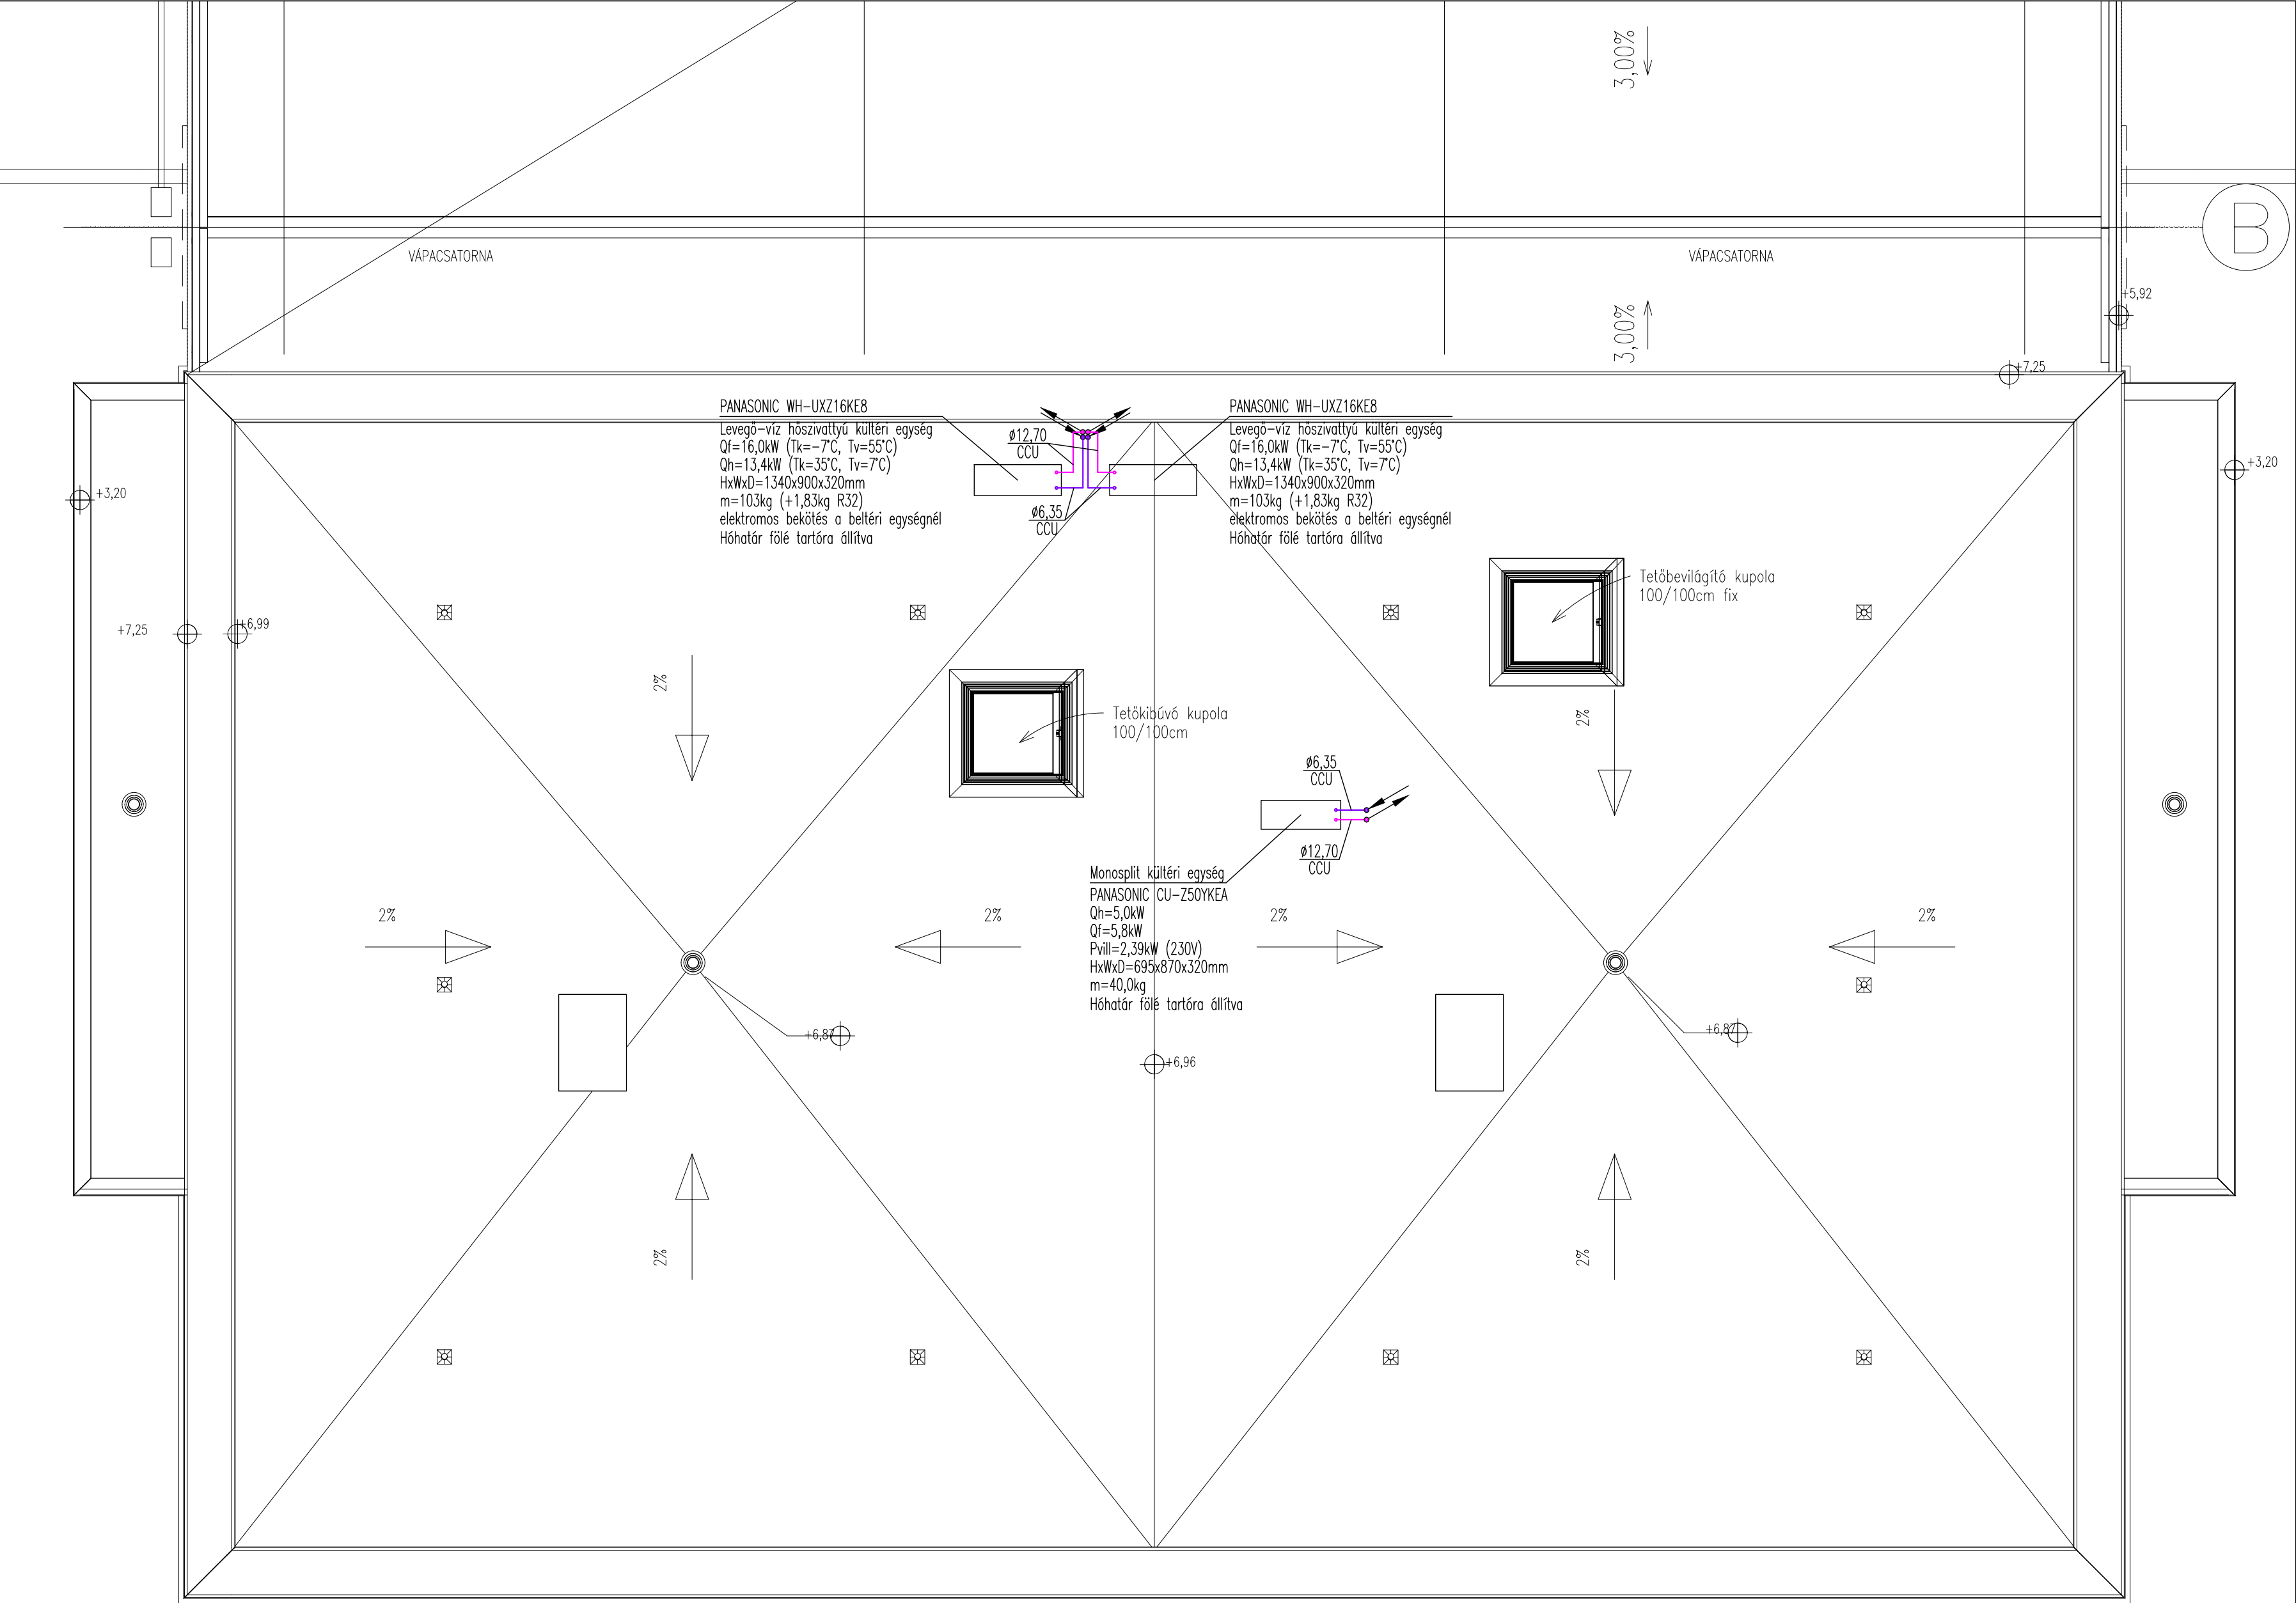 3,00%
B
VÁPACSATORNA
VÁPACSATORNA
+5,92
3,00%
+7,25
PANASONIC WH-UXZ16KE8
Levegő-víz hőszivattyú kültéri egység
Qf=16,0kW (Tk=-7°C, Tv=55°C)
Qh=13,4kW (Tk=35°C, Tv=7°C)
HxWxD=1340x900x320mm
m=103kg (+1,83kg R32)
elektromos bekötés a beltéri egységnél
Hóhatár fölé tartóra állítva
ø12,70
CCU
ø6,35
CCU
PANASONIC WH-UXZ16KE8
Levegő-víz hőszivattyú kültéri egység
Qf=16,0kW (Tk=-7°C, Tv=55°C)
Qh=13,4kW (Tk=35°C, Tv=7°C)
HxWxD=1340x900x320mm
m=103kg (+1,83kg R32)
elektromos bekötés a beltéri egységnél
Hóhatár fölé tartóra állítva
+3,20
+3,20
Tetőbevilágító kupola
100/100cm fix
+7,25
+6,99
2%
Tetőkibúvó kupola
100/100cm
2%
ø6,35
CCU
ø12,70
CCU
Monosplit kültéri egység
PANASONIC CU-Z50YKEA
Qh=5,0kW
Qf=5,8kW
Pvill=2,39kW (230V)
HxWxD=695x870x320mm
m=40,0kg
Hóhatár fölé tartóra állítva
2%
2%
2%
2%
+6,87
+6,87
+6,96
2%
2%